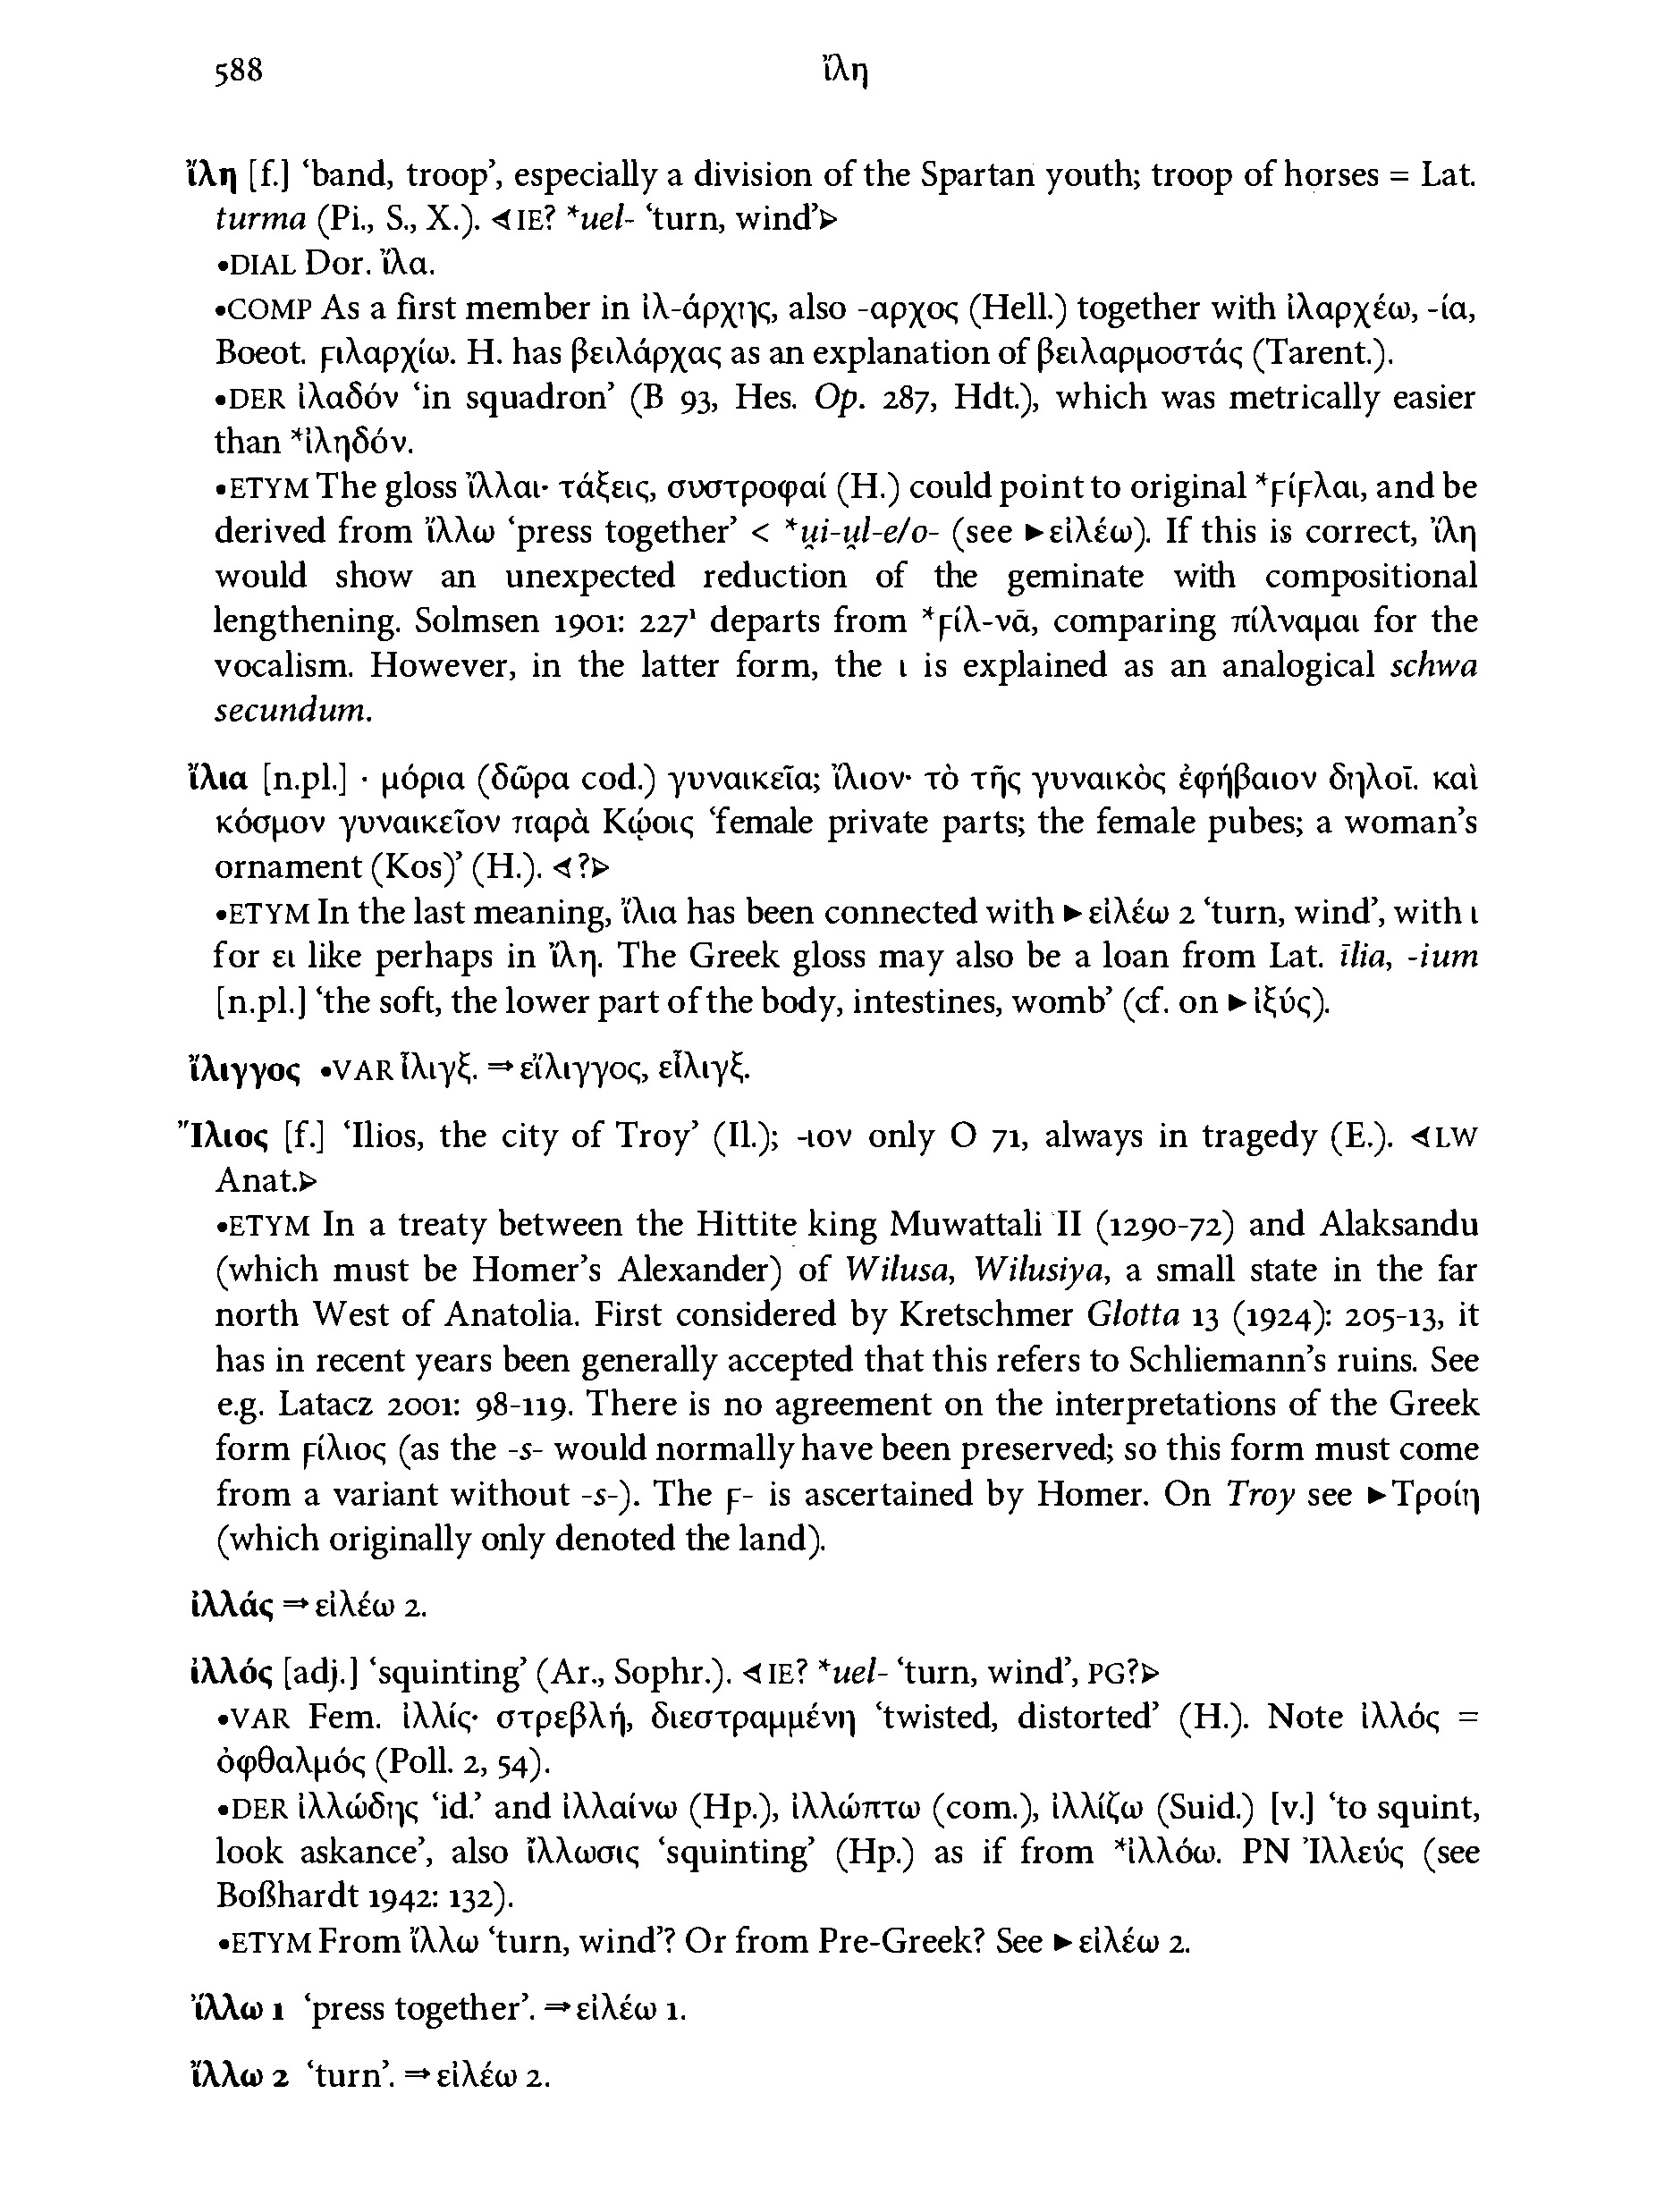 588 ἴλη
ἴλη [f.] ‘band, troop’, especially a division of the Spartan youth; troop of horses = Lat.
turma (Pi., S., X.). ⊲IE? *uel- ‘turn, wind’⊳
•DIAL Dor. ἴλα.
•COMP As a first member in ἰλ-άρχης, also -αρχος (Hell.) together with ἰλαρχέω, -ία,
Boeot. ϝιλαρχίω. H. has βειλάρχας as an explanation of βειλαρμοστάς (Tarent.).
•DER ἰλαδόν ‘in squadron’ (B 93, Hes. Op. 287, Hdt.), which was metrically easier
than *ἰληδόν.
•ETYM The gloss ἴλλαι· τάξεις, συστροφαί (H.) could point to original *ϝίϝλαι, and be
derived from ἴλλω ‘press together’ < *u̯i-u̯l-e/o- (see ►εἰλέω). If this is correct, ἴλη
would show an unexpected reduction of the geminate with compositional
lengthening. Solmsen 1901: 227¹ departs from *ϝίλ-νᾱ, comparing πίλναμαι for the
vocalism. However, in the latter form, the ι is explained as an analogical schwa
secundum.
ἴλια [n.pl.] · μόρια (δῶρα cod.) γυναικεῖα; ἴλιον· τὸ τῆς γυναικὸς ἐφήβαιον δηλοῖ. καὶ
κόσμον γυναικεῖον παρὰ Κῴοις ‘female private parts; the female pubes; a woman’s
ornament (Kos)’ (H.). ⊲?⊳
•ETYM In the last meaning, ἴλια has been connected with ►εἰλέω 2 ‘turn, wind’, with ι
for ει like perhaps in ἴλη. The Greek gloss may also be a loan from Lat. īlia, -ium
[n.pl.] ‘the soft, the lower part of the body, intestines, womb’ (cf. on ►ἰξύς).
ἴλιγγος •VAR ἶλιγξ. ⇒εἴλιγγος, εἶλιγξ.
Ἴλιος [f.] ‘Ilios, the city of Troy’ (Il.); -ιον only O 71, always in tragedy (E.). ⊲LW
Anat.⊳
•ETYM In a treaty between the Hittite king Muwattali II (1290-72) and Alaksandu
(which must be Homer’s Alexander) of Wilusa, Wilusiya, a small state in the far
north West of Anatolia. First considered by Kretschmer Glotta 13 (1924): 205-13, it
has in recent years been generally accepted that this refers to Schliemann’s ruins. See
e.g. Latacz 2001: 98-119. There is no agreement on the interpretations of the Greek
form ϝίλιος (as the -s- would normally have been preserved; so this form must come
from a variant without -s-). The ϝ- is ascertained by Homer. On Troy see ►Τροίη
(which originally only denoted the land).
ἰλλάς ⇒εἰλέω 2.
ἰλλός [adj.] ‘squinting’ (Ar., Sophr.). ⊲IE? *uel- ‘turn, wind’, PG?⊳
•VAR Fem. ἰλλίς· στρεβλή, διεστραμμένη ‘twisted, distorted’ (H.). Note ἰλλός =
ὀφθαλμός (Poll. 2, 54).
•DER ἰλλώδης ‘id.’ and ἰλλαίνω (Hp.), ἰλλώπτω (com.), ἰλλίζω (Suid.) [v.] ‘to squint,
look askance’, also ἴλλωσις ‘squinting’ (Hp.) as if from *ἰλλόω. PN Ἰλλεύς (see
Boßhardt 1942: 132).
•ETYM From ἴλλω ‘turn, wind’? Or from Pre-Greek? See ►εἰλέω 2.
ἴλλω 1 ‘press together’. ⇒εἰλέω 1.
ἴλλω 2 ‘turn’. ⇒εἰλέω 2.